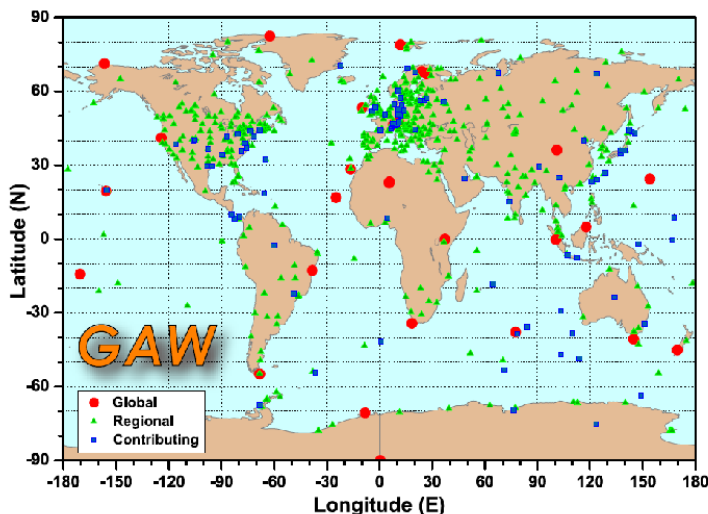 90
60
30
0
-30
-60
-90
Latitude (N)
GAW
Global
Regional
Contributing
-180 -150 -120 -90 -60 -30 0 30 60 90 120 150 180
Longitude (E)